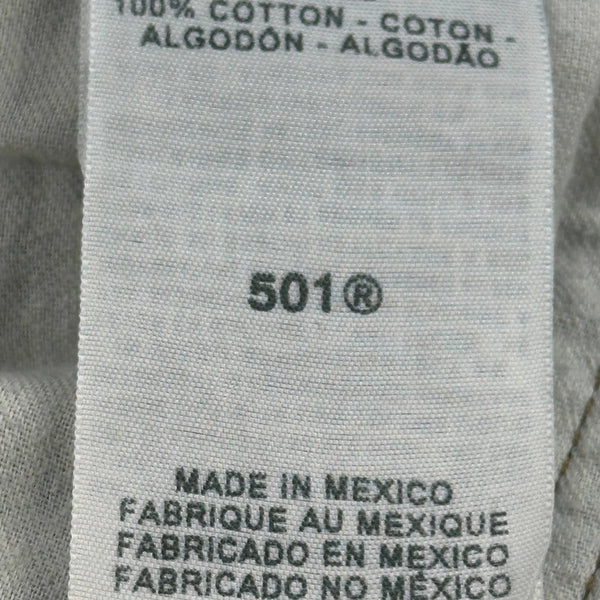 100% COTTON - COTON -
ALGODÓN - ALGODÃO
501®
MADE IN MEXICO
FABRIQUE AU MEXIQUE
FABRICADO EN MEXICO
FABRICADO NO MÉXICO